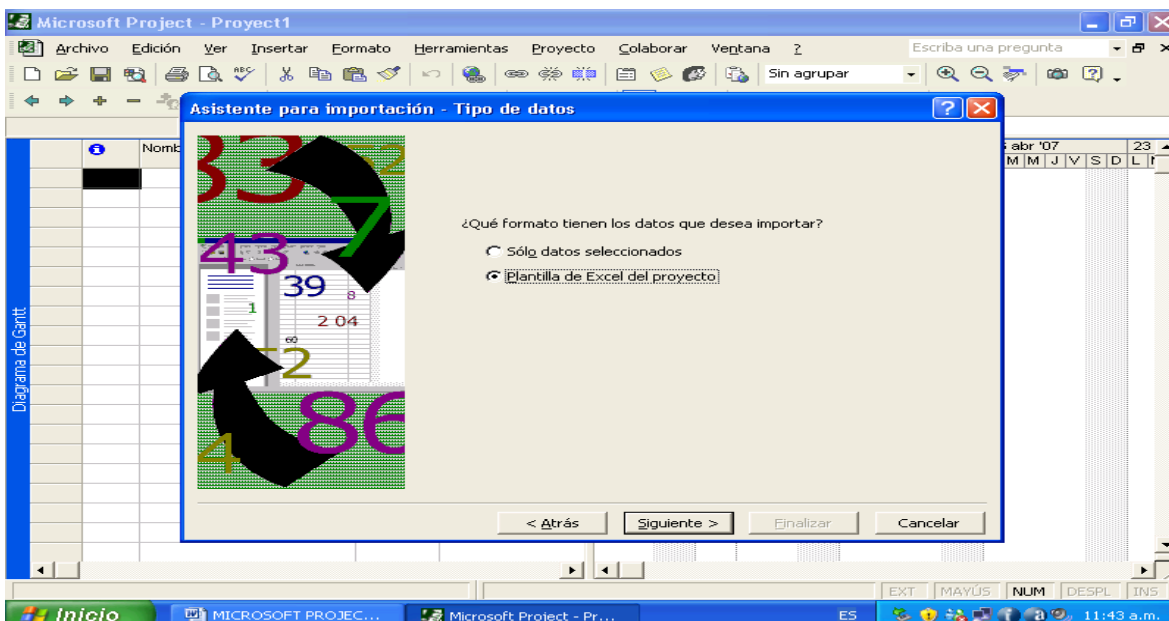 Microsoft Project - Proyect1
Archivo Edición Ver Insertar Formato Herramientas Proyecto Colaborar Ventana ? Escriba una pregunta
ABC Sin agrupar
Asistente para importación - Tipo de datos
Nomb abr '07 23
M M J V S D L
33 52
7
43
39 8
1
2 04
60
52
86
4
¿Qué formato tienen los datos que desea importar?
Sólo datos seleccionados
Plantilla de Excel del proyecto
Diagrama de Gantt
< Atrás Siguiente > Finalizar Cancelar
EXT MAYÚS NUM DESPL INS
Inicio MICROSOFT PROJEC... Microsoft Project - Pr... ES 11:43 a.m.